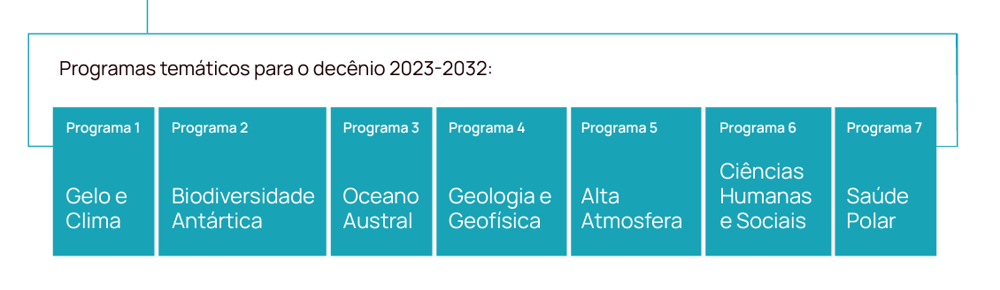 Programas temáticos para o decênio 2023-2032:
Programa 1
Gelo e
Clima
Programa 2
Biodiversidade
Antártica
Programa 3
Oceano
Austral
Programa 4
Geologia e
Geofísica
Programa 5
Alta
Atmosfera
Programa 6
Ciências
Humanas
e Sociais
Programa 7
Saúde
Polar